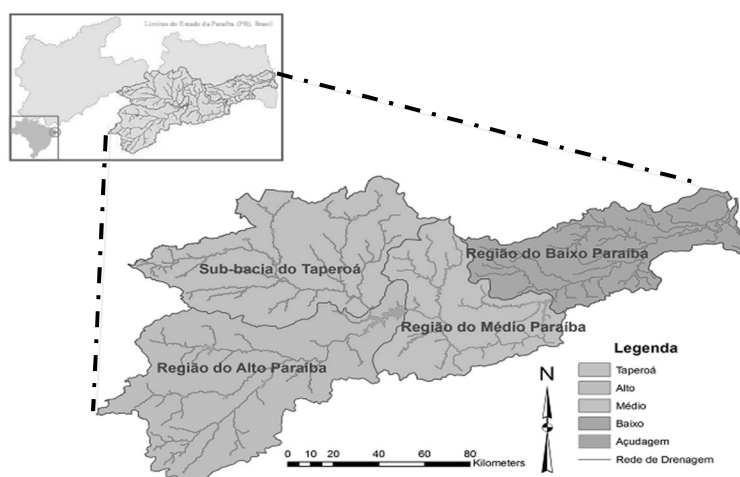 Limites do Estado da Paraíba (PB), Brasil
Sub-bacia do Taperoá
Região do Baixo Paraíba
Região do Médio Paraíba
Região do Alto Paraíba
Legenda
Taperoá
Alto
Médio
Baixo
Açudagem
Rede de Drenagem
N
0 10 20 40 60 80
Kilometers